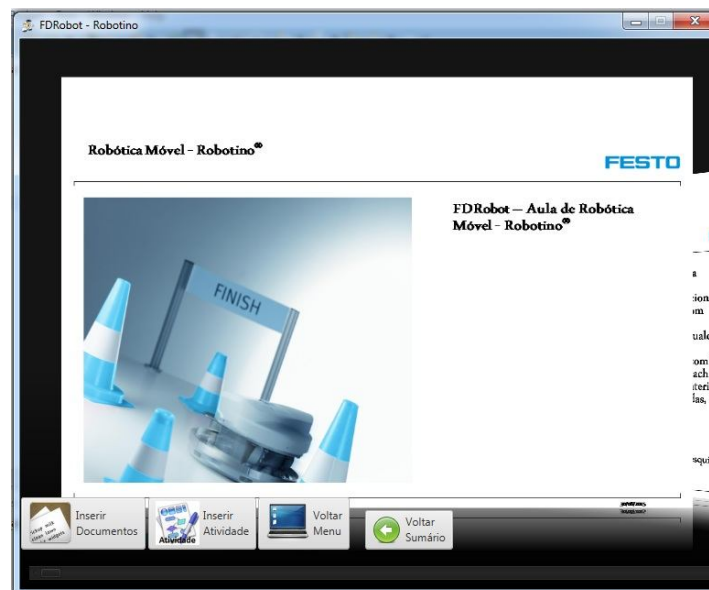 FDRobot - Robotino
Robótica Móvel - Robotino®
FESTO
FDRobot – Aula de Robótica
Móvel - Robotino®
FINISH
Inserir
Documentos
Atividade
Inserir
Atividade
Voltar
Menu
Voltar
Sumário